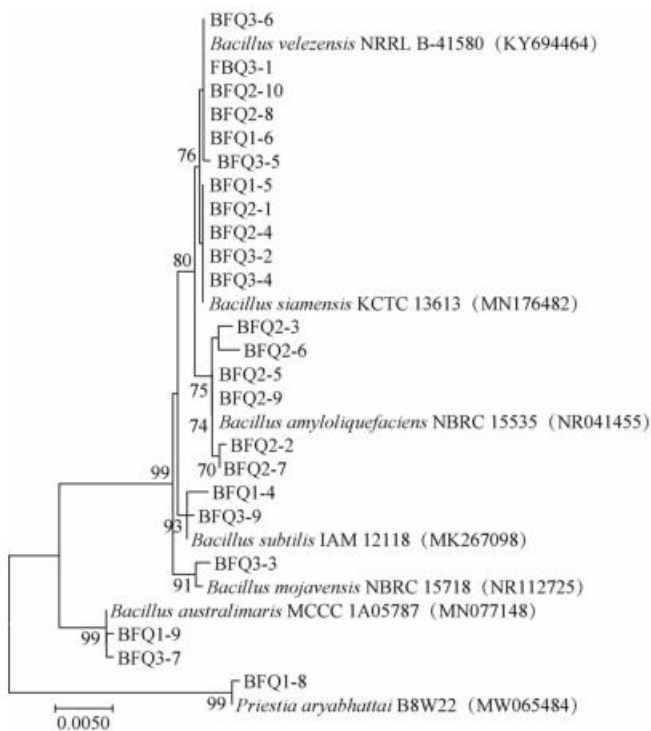 BFQ3-6
Bacillus velezensis NRRL B-41580（KY694464）
FBQ3-1
BFQ2-10
BFQ2-8
BFQ1-6
76
BFQ3-5
BFQ1-5
BFQ2-1
BFQ2-4
BFQ3-2
80
BFQ3-4
Bacillus siamensis KCTC 13613（MN176482）
BFQ2-3
BFQ2-6
BFQ2-5
75
BFQ2-9
74
Bacillus amyloliquefaciens NBRC 15535（NR041455）
BFQ2-2
99
70
BFQ2-7
BFQ1-4
BFQ3-9
93
Bacillus subtilis IAM 12118（MK267098）
BFQ3-3
91
Bacillus mojavensis NBRC 15718（NR112725）
Bacillus australimaris MCCC 1A05787（MN077148）
99
BFQ1-9
BFQ3-7
BFQ1-8
99
Priestia aryabhattai B8W22（MW065484）
0.0050